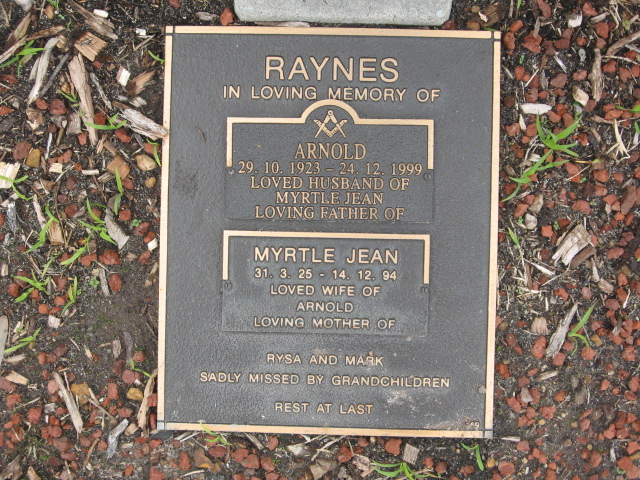 RAYNES
IN LOVING MEMORY OF
ARNOLD
29. 10. 1923 - 24. 12. 1999
LOVED HUSBAND OF
MYRTLE JEAN
LOVING FATHER OF
MYRTLE JEAN
31. 3. 25 - 14. 12. 94
LOVED WIFE OF
ARNOLD
LOVING MOTHER OF
RYSA AND MARK
SADLY MISSED BY GRANDCHILDREN
REST AT LAST